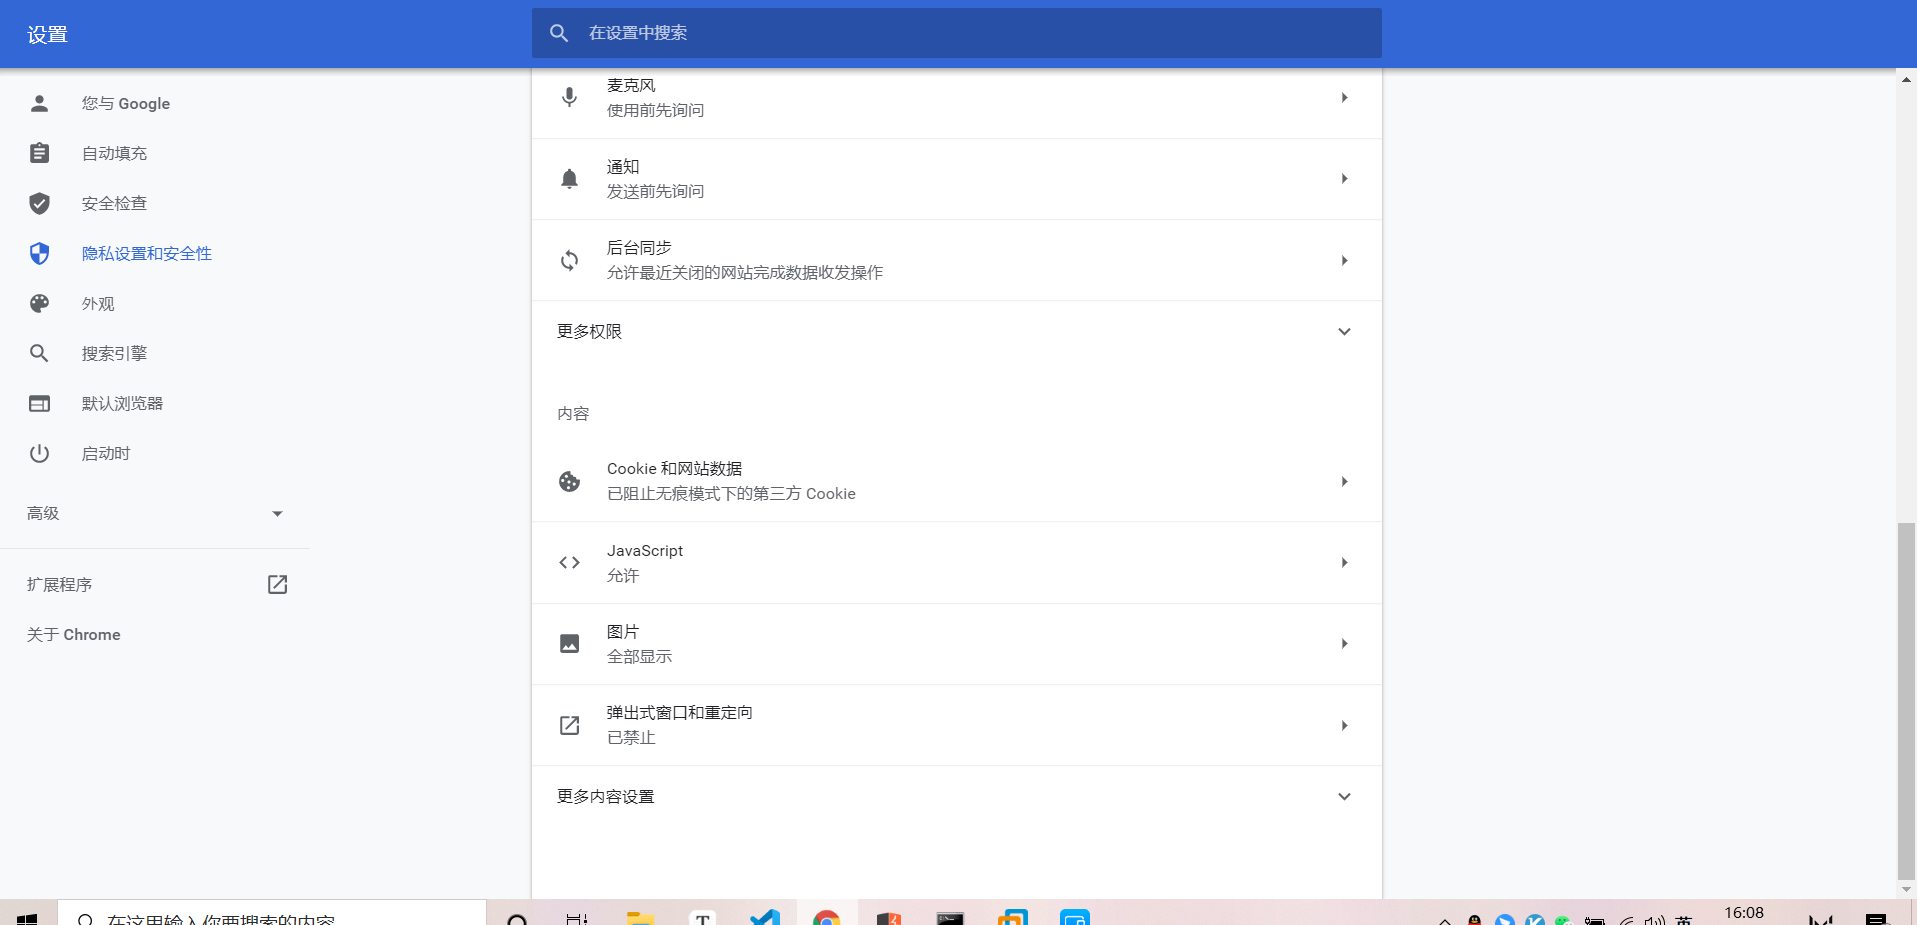 设置
在设置中搜索
您与 Google
自动填充
安全检查
隐私设置和安全性
外观
搜索引擎
默认浏览器
启动时
高级
扩展程序
关于 Chrome
麦克风
使用前先询问
通知
发送前先询问
后台同步
允许最近关闭的网站完成数据收发操作
更多权限
内容
Cookie 和网站数据
已阻止无痕模式下的第三方 Cookie
JavaScript
允许
图片
全部显示
弹出式窗口和重定向
已禁止
更多内容设置
在这里输入你要搜索的内容
T
英
16:08